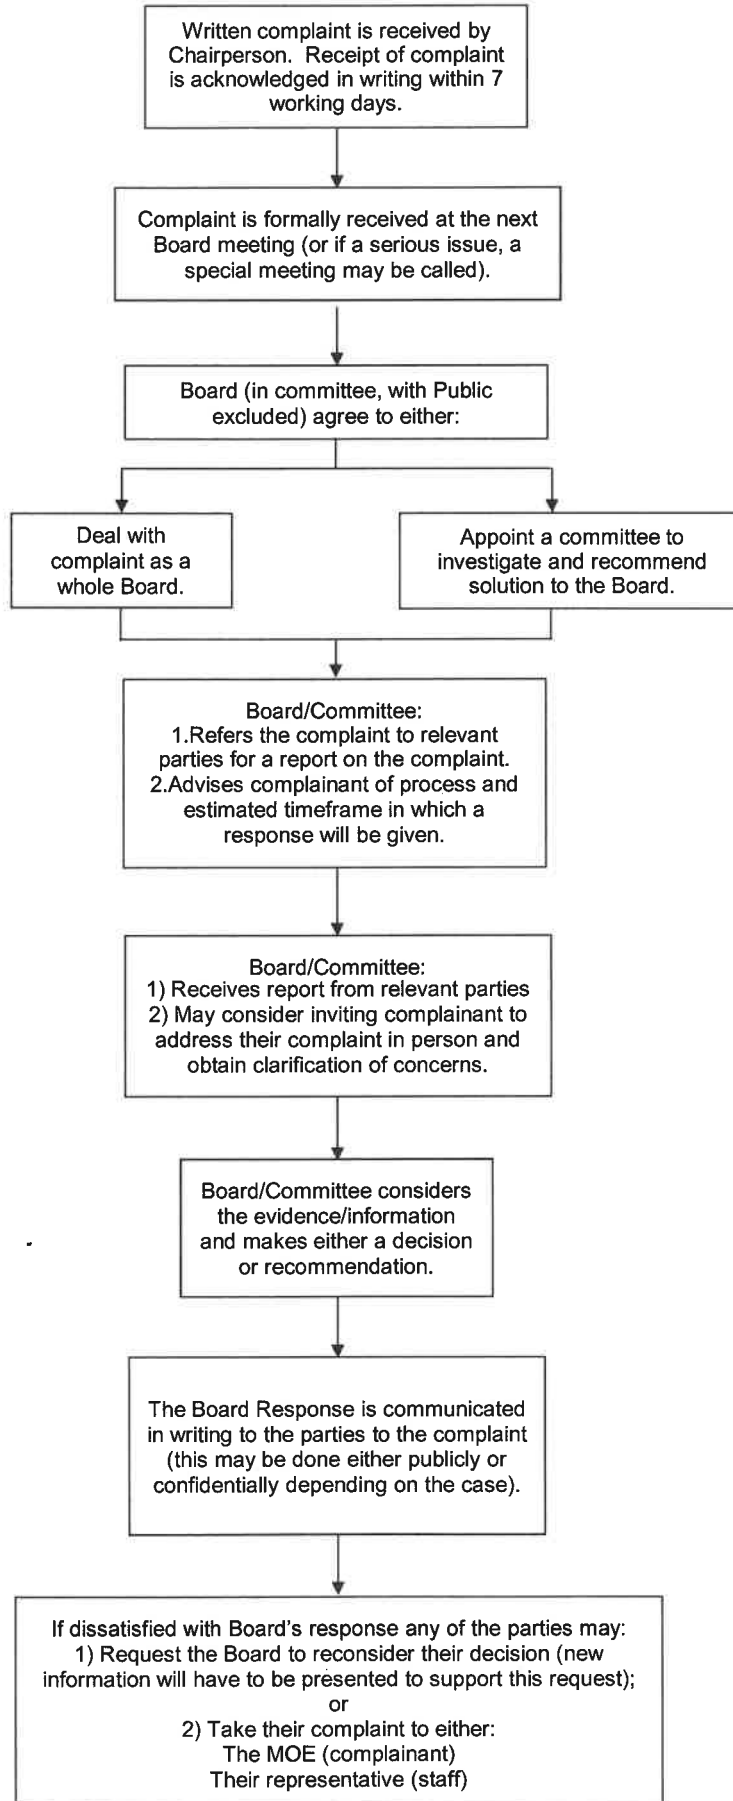 Written complaint is received by
Chairperson.  Receipt of complaint
is acknowledged in writing within 7
working days.
Complaint is formally received at the next
Board meeting (or if a serious issue, a
special meeting may be called).
Board (in committee, with Public
excluded) agree to either:
Deal with
complaint as a
whole Board.
Appoint a committee to
investigate and recommend
solution to the Board.
Board/Committee:
1.Refers the complaint to relevant
parties for a report on the complaint.
2.Advises complainant of process and
estimated timeframe in which a
response will be given.
Board/Committee:
1) Receives report from relevant parties
2) May consider inviting complainant to
address their complaint in person and
obtain clarification of concerns.
Board/Committee considers
the evidence/information
and makes either a decision
or recommendation.
The Board Response is communicated
in writing to the parties to the complaint
(this may be done either publicly or
confidentially depending on the case).
If dissatisfied with Board's response any of the parties may:
1) Request the Board to reconsider their decision (new
information will have to be presented to support this request);
or
2) Take their complaint to either:
The MOE (complainant)
Their representative (staff)